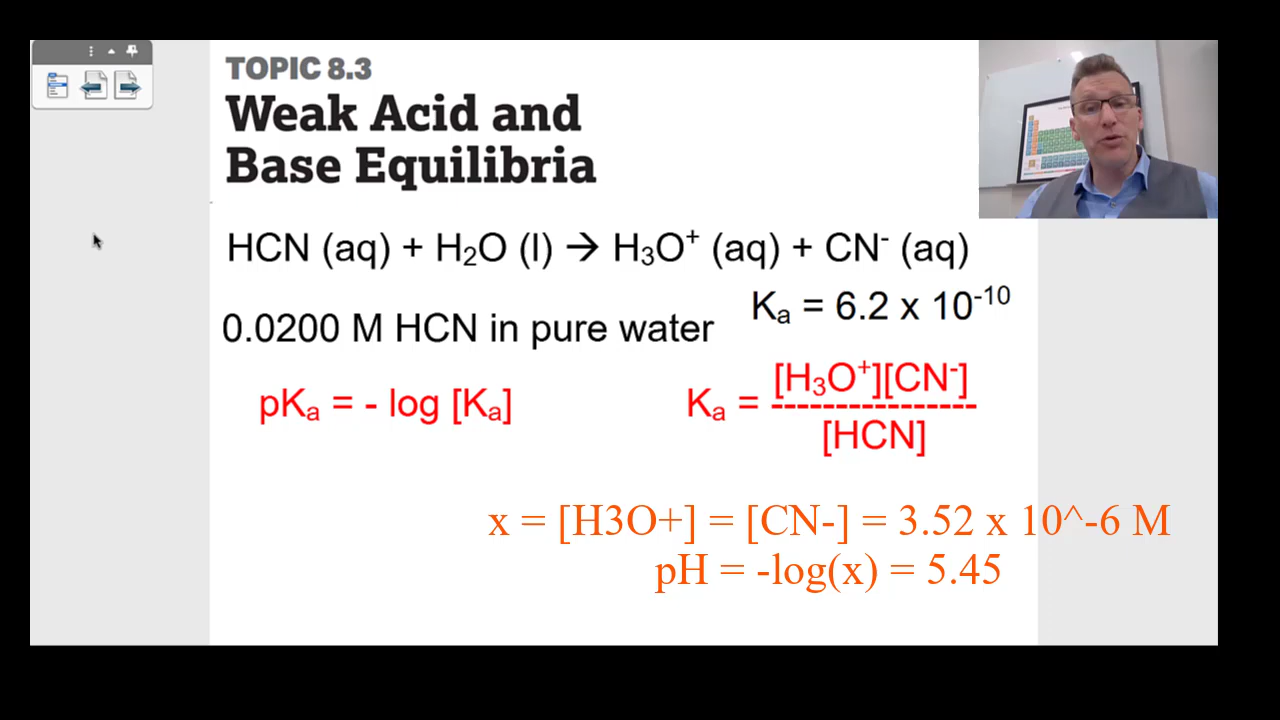 TOPIC 8.3
Weak Acid and
Base Equilibria
HCN (aq) + H₂O (l) → H₃O⁺ (aq) + CN⁻ (aq)
0.0200 M HCN in pure water
Kₐ = 6.2 x 10⁻¹⁰
pKₐ = - log [Kₐ]
Kₐ = [H₃O⁺][CN⁻]
----------------
[HCN]
x = [H3O+] = [CN-] = 3.52 x 10^-6 M
pH = -log(x) = 5.45